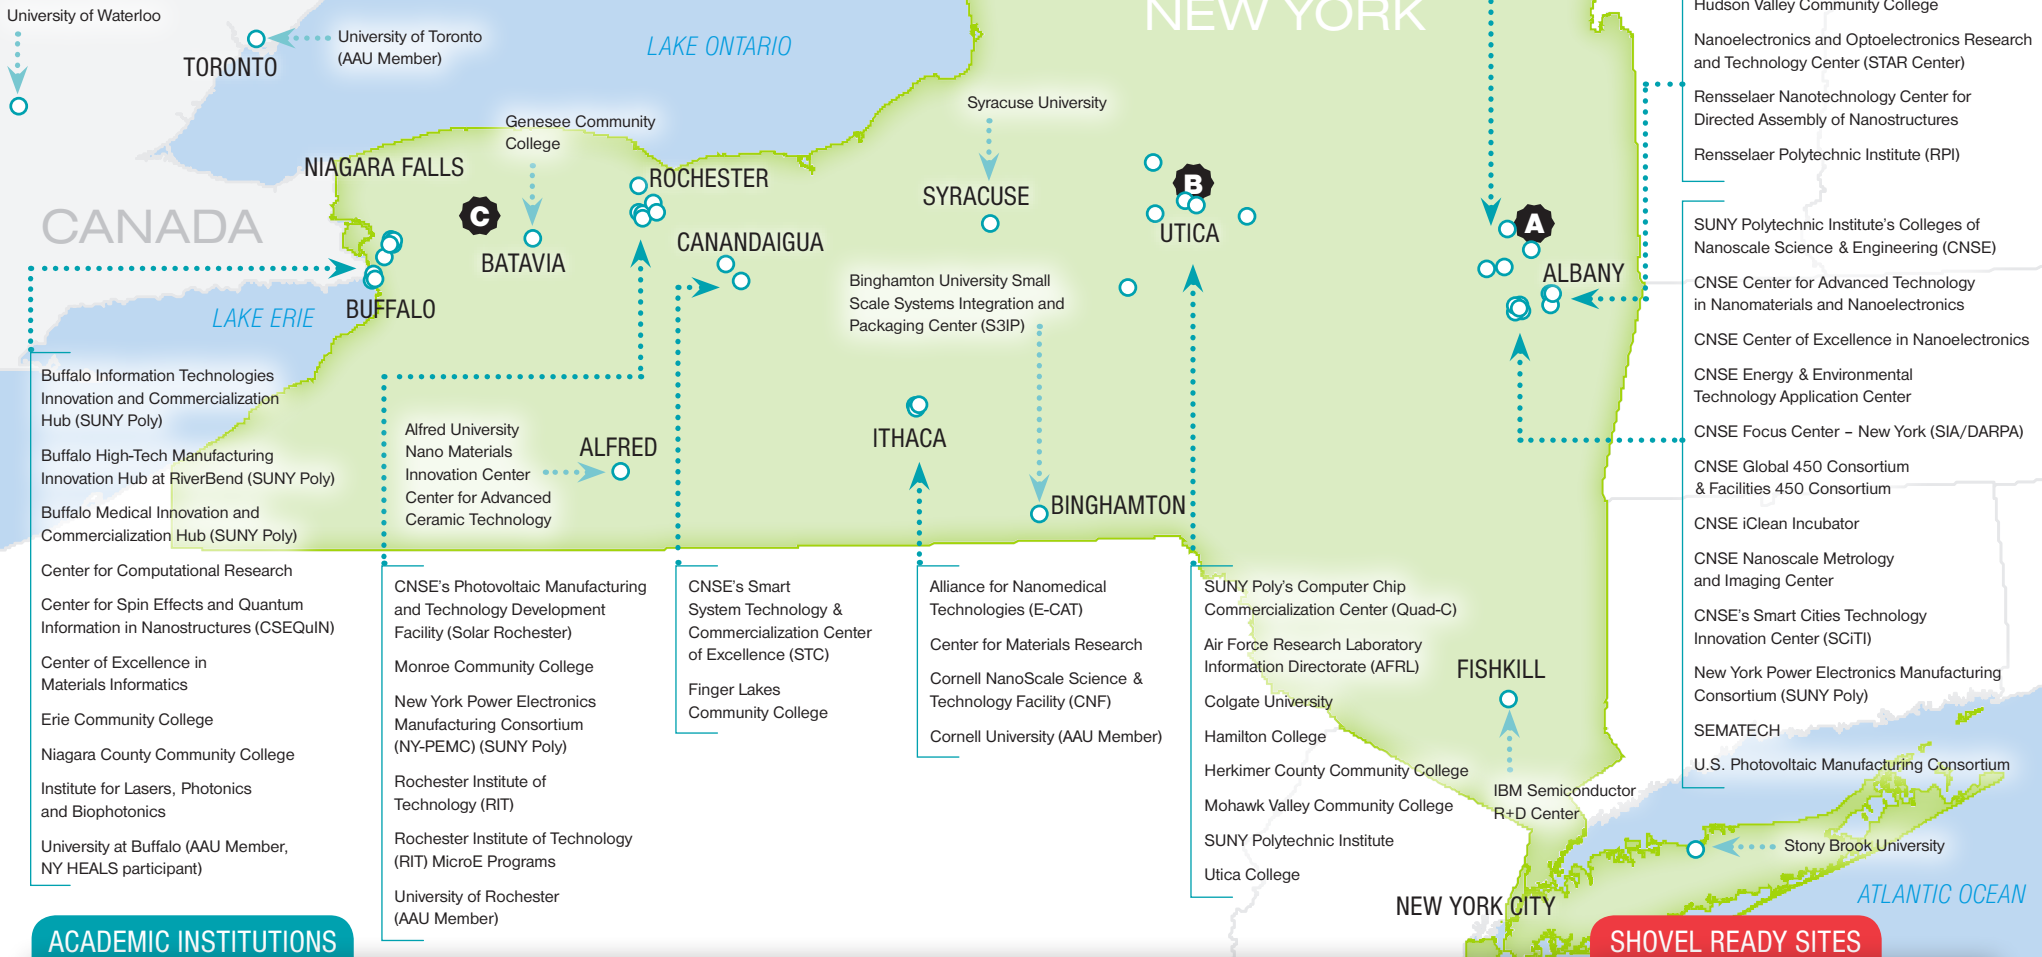 University of Waterloo
University of Toronto
(AAU Member)
TORONTO
LAKE ONTARIO
NEW YORK
CANADA
NIAGARA FALLS
Genesee Community
College
C
BATAVIA
ROCHESTER
CANANDAIGUA
Syracuse University
SYRACUSE
B
UTICA
A
ALBANY
BUFFALO
LAKE ERIE
Binghamton University Small
Scale Systems Integration and
Packaging Center (S3IP)
BINGHAMTON
ITHACA
Alfred University
Nano Materials
Innovation Center
Center for Advanced
Ceramic Technology
ALFRED
Buffalo Information Technologies
Innovation and Commercialization
Hub (SUNY Poly)
Buffalo High-Tech Manufacturing
Innovation Hub at RiverBend (SUNY Poly)
Buffalo Medical Innovation and
Commercialization Hub (SUNY Poly)
Center for Computational Research
Center for Spin Effects and Quantum
Information in Nanostructures (CSEQuIN)
Center of Excellence in
Materials Informatics
Erie Community College
Niagara County Community College
Institute for Lasers, Photonics
and Biophotonics
University at Buffalo (AAU Member,
NY HEALS participant)
CNSE's Photovoltaic Manufacturing
and Technology Development
Facility (Solar Rochester)
Monroe Community College
New York Power Electronics
Manufacturing Consortium
(NY-PEMC) (SUNY Poly)
Rochester Institute of
Technology (RIT)
Rochester Institute of Technology
(RIT) MicroE Programs
University of Rochester
(AAU Member)
CNSE's Smart
System Technology &
Commercialization Center
of Excellence (STC)
Finger Lakes
Community College
Alliance for Nanomedical
Technologies (E-CAT)
Center for Materials Research
Cornell NanoScale Science &
Technology Facility (CNF)
Cornell University (AAU Member)
SUNY Poly's Computer Chip
Commercialization Center (Quad-C)
Air Force Research Laboratory
Information Directorate (AFRL)
Colgate University
Hamilton College
Herkimer County Community College
Mohawk Valley Community College
SUNY Polytechnic Institute
Utica College
FISHKILL
IBM Semiconductor
R+D Center
NEW YORK CITY
Hudson Valley Community College
Nanoelectronics and Optoelectronics Research
and Technology Center (STAR Center)
Rensselaer Nanotechnology Center for
Directed Assembly of Nanostructures
Rensselaer Polytechnic Institute (RPI)
SUNY Polytechnic Institute's Colleges of
Nanoscale Science & Engineering (CNSE)
CNSE Center for Advanced Technology
in Nanomaterials and Nanoelectronics
CNSE Center of Excellence in Nanoelectronics
CNSE Energy & Environmental
Technology Application Center
CNSE Focus Center – New York (SIA/DARPA)
CNSE Global 450 Consortium
& Facilities 450 Consortium
CNSE iClean Incubator
CNSE Nanoscale Metrology
and Imaging Center
CNSE's Smart Cities Technology
Innovation Center (SCiTI)
New York Power Electronics Manufacturing
Consortium (SUNY Poly)
SEMATECH
U.S. Photovoltaic Manufacturing Consortium
Stony Brook University
ATLANTIC OCEAN
ACADEMIC INSTITUTIONS
SHOVEL READY SITES